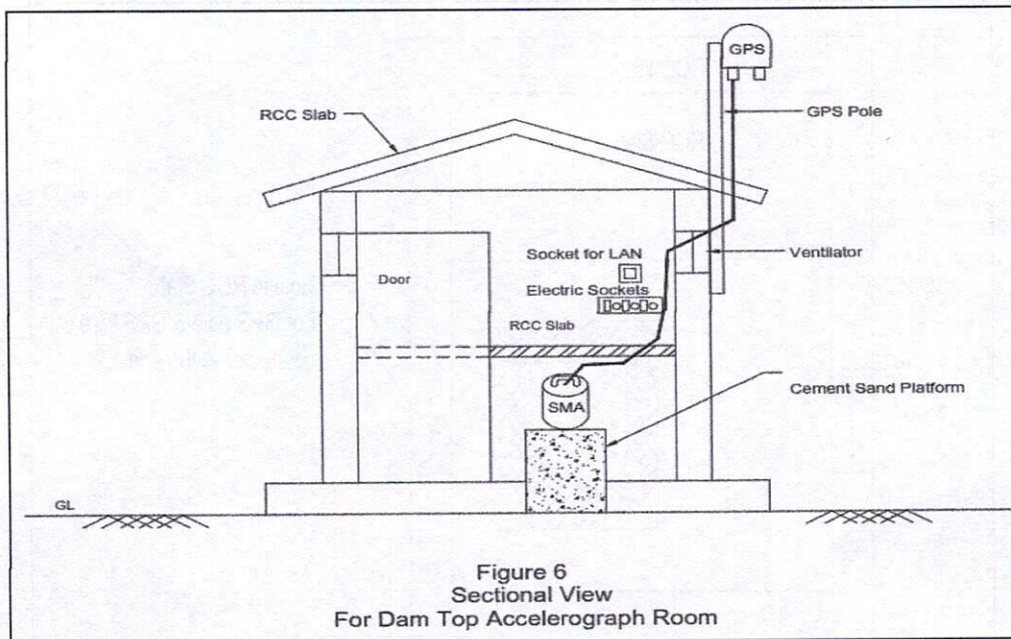 GPS
GPS Pole
RCC Slab
Ventilator
Socket for LAN
Door
Electric Sockets
RCC Slab
SMA
Cement Sand Platform
GL
Figure 6
Sectional View
For Dam Top Accelerograph Room